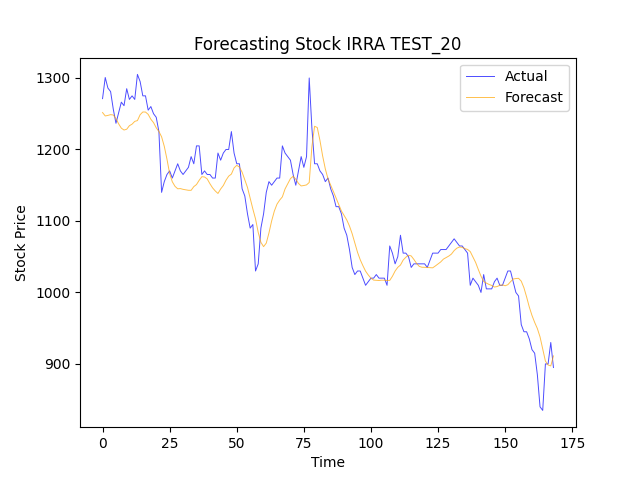 Forecasting Stock IRRA TEST_20
Actual
Forecast
1300
1200
1100
1000
900
Stock Price
0 25 50 75 100 125 150 175
Time